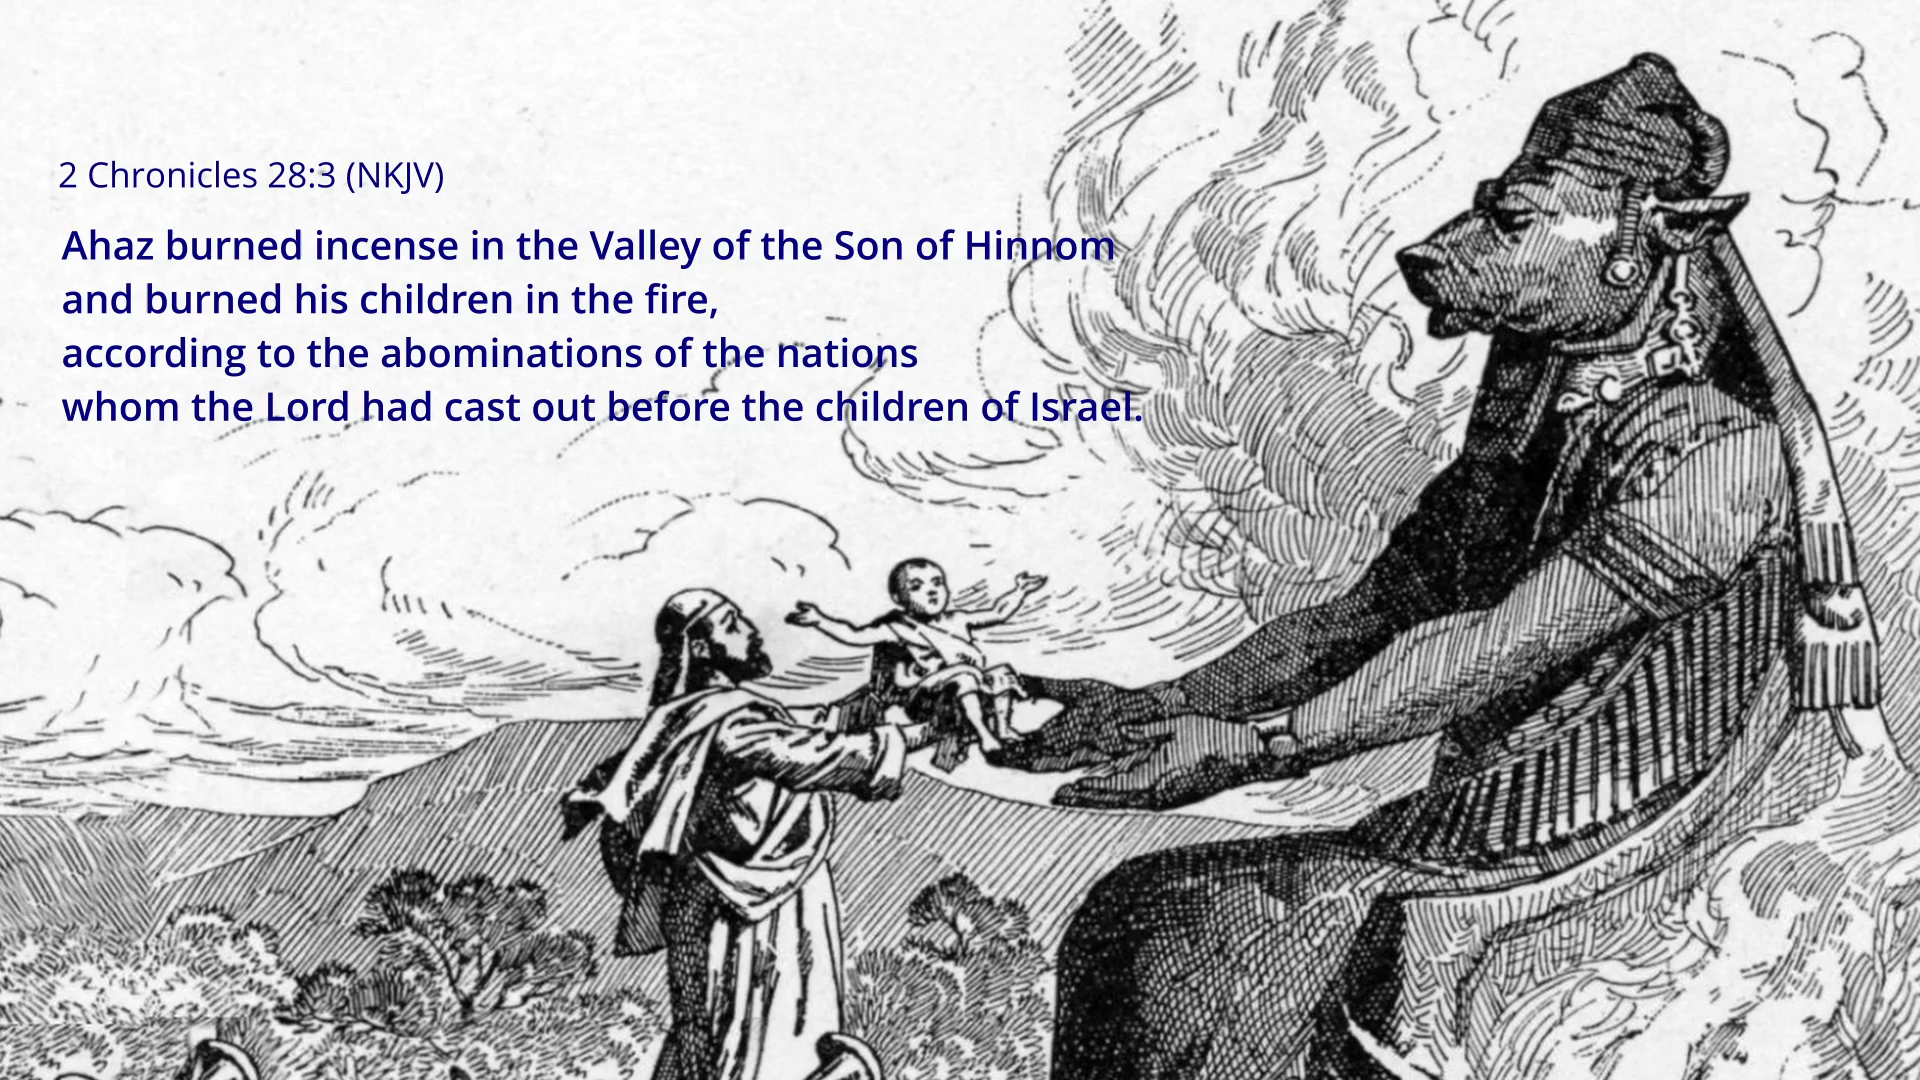 2 Chronicles 28:3 (NKJV)
Ahaz burned incense in the Valley of the Son of Hinnom
and burned his children in the fire,
according to the abominations of the nations
whom the Lord had cast out before the children of Israel.